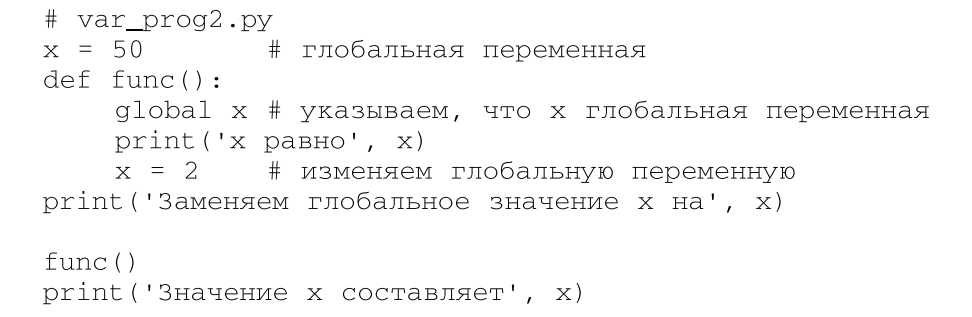 # var_prog2.py
x = 50        # глобальная переменная
def func():
    global x # указываем, что x глобальная переменная
    print('x равно', x)
    x = 2    # изменяем глобальную переменную
print('Заменяем глобальное значение x на', x)

func()
print('Значение x составляет', x)